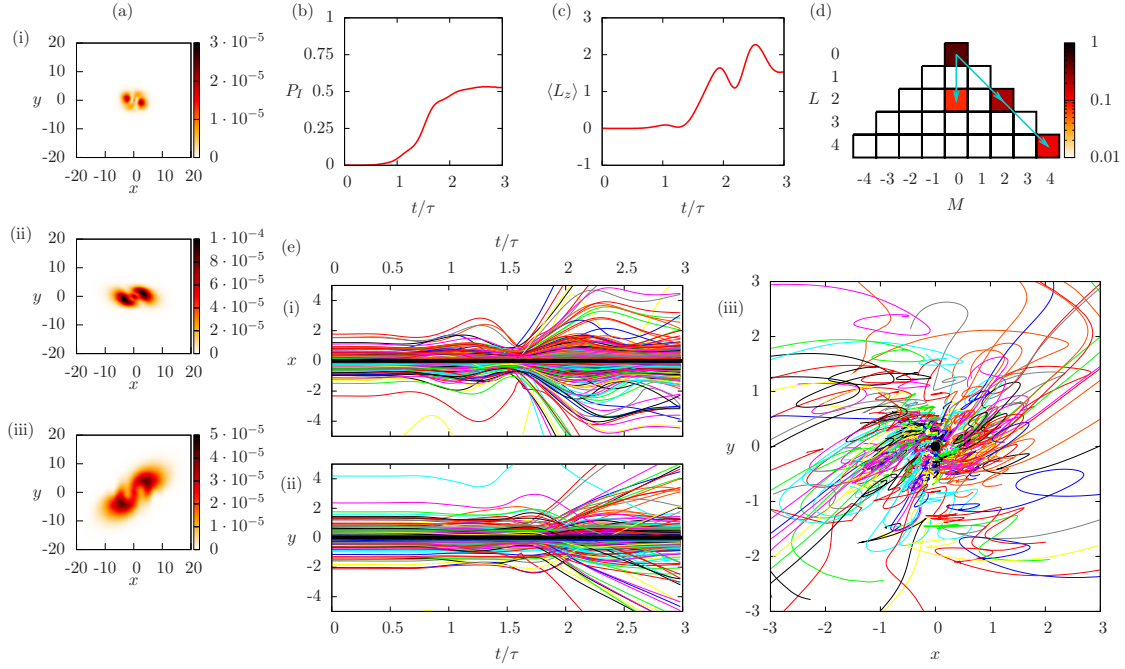 (a)
(i)
20
10
y 0
-10
-20
-20 -10 0 10 20
x
3 · 10⁻⁵
2 · 10⁻⁵
1 · 10⁻⁵
0
(ii)
20
10
y 0
-10
-20
-20 -10 0 10 20
x
1 · 10⁻⁴
8 · 10⁻⁵
6 · 10⁻⁵
4 · 10⁻⁵
2 · 10⁻⁵
0
(iii)
20
10
y 0
-10
-20
-20 -10 0 10 20
x
5 · 10⁻⁵
4 · 10⁻⁵
3 · 10⁻⁵
2 · 10⁻⁵
1 · 10⁻⁵
0
(b)
1
0.75
P_I 0.5
0.25
0
0 1 2 3
t/τ
(c)
3
2
⟨L_z⟩ 1
0
-1
0 1 2 3
t/τ
(d)
0
1
L 2
3
4
-4 -3 -2 -1 0 1 2 3 4
M
1
0.1
0.01
(e)
t/τ
0 0.5 1 1.5 2 2.5 3
(i)
4
2
x 0
-2
-4
(ii)
4
2
y 0
-2
-4
0 0.5 1 1.5 2 2.5 3
t/τ
(iii)
3
2
1
y 0
-1
-2
-3
-3 -2 -1 0 1 2 3
x